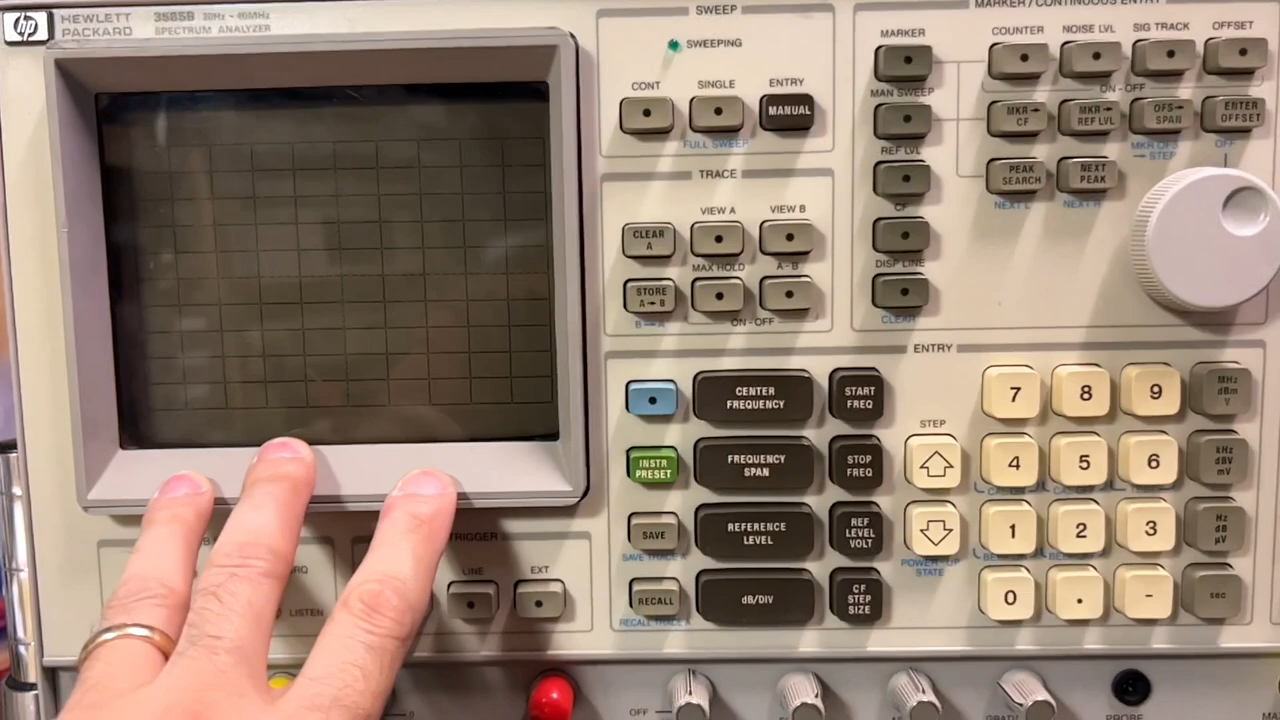 hp
HEWLETT
PACKARD
3585B 20Hz - 40MHz
SPECTRUM ANALYZER
SWEEP
SWEEPING
CONT
SINGLE
ENTRY
MANUAL
FULL SWEEP
TRACE
VIEW A
VIEW B
CLEAR
A
MAX HOLD
A-B
STORE
A→B
B→A
ON-OFF
MARKER/CONTINUOUS ENTRY
MARKER
COUNTER
NOISE LVL
SIG TRACK
OFFSET
MAN SWEEP
ON-OFF
MKR→
CF
MKR→
REF LVL
OFS→
SPAN
ENTER
OFFSET
REF LVL
MKR OFS
→ STEP
OFF
PEAK
SEARCH
NEXT
PEAK
CF
NEXT L
NEXT R
DISP LINE
CLEAR
ENTRY
CENTER
FREQUENCY
START
FREQ
7
8
9
MHz
dBm
V
STEP
INSTR
PRESET
FREQUENCY
SPAN
STOP
FREQ
4
5
6
kHz
dBV
mV
SAVE
SAVE TRACE A
REFERENCE
LEVEL
REF
LEVEL
VOLT
1
2
3
Hz
dB
µV
POWER-UP
STATE
RECALL
RECALL TRACE A
dB/DIV
CF
STEP
SIZE
0
.
-
sec
TRIGGER
LINE
EXT
LISTEN
OFF
PROBE